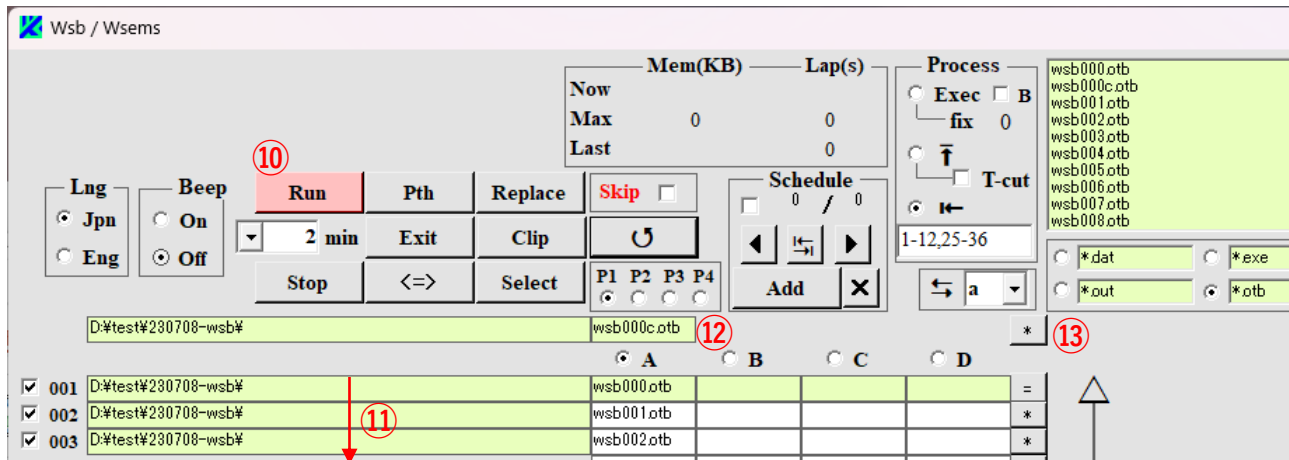 Wsb / Wsems
Mem(KB) Lap(s)
Now
Max 0 0
Last 0
Process
Exec B
fix 0
T-cut
1-12,25-36
a
wsb000.otb
wsb000c.otb
wsb001.otb
wsb002.otb
wsb003.otb
wsb004.otb
wsb005.otb
wsb006.otb
wsb007.otb
wsb008.otb
*.dat *.exe
*.out *.otb
⑩
Lng
Jpn
Eng
Beep
On
Off
Run Pth Replace
2 min Exit Clip
Stop <=> Select
Skip
↺
P1 P2 P3 P4
Schedule
0 / 0
Add ×
D:¥test¥230708-wsb¥ wsb000c.otb ⑫ * ⑬
A B C D
001 D:¥test¥230708-wsb¥ wsb000.otb =
002 D:¥test¥230708-wsb¥ wsb001.otb *
⑪
003 D:¥test¥230708-wsb¥ wsb002.otb *